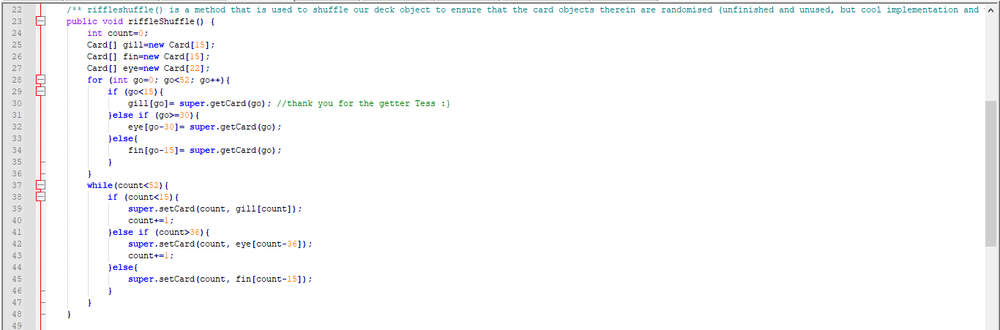 22 /** riffleshuffle() is a method that is used to shuffle our deck object to ensure that the card objects therein are randomised (unfinished and unused, but cool implementation and
23 public void riffleShuffle() {
24 int count=0;
25 Card[] gill=new Card[15];
26 Card[] fin=new Card[15];
27 Card[] eye=new Card[22];
28 for (int go=0; go<52; go++){
29 if (go<15){
30 gill[go]= super.getCard(go); //thank you for the getter Tess :}
31 }else if (go>=30){
32 eye[go-30]= super.getCard(go);
33 }else{
34 fin[go-15]= super.getCard(go);
35 }
36 }
37 while(count<52){
38 if (count<15){
39 super.setCard(count, gill[count]);
40 count+=1;
41 }else if (count>36){
42 super.setCard(count, eye[count-36]);
43 count+=1;
44 }else{
45 super.setCard(count, fin[count-15]);
46 }
47 }
48 }
49